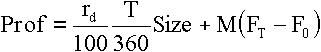 Prof = r_d/100 T/360 Size + M(F_T − F_0)